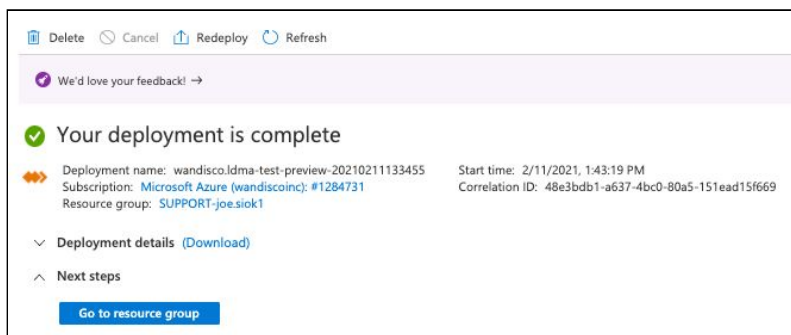 Delete Cancel Redeploy Refresh
We'd love your feedback! →
Your deployment is complete
Deployment name: wandisco.ldma-test-preview-20210211133455 Start time: 2/11/2021, 1:43:19 PM
Subscription: Microsoft Azure (wandiscoinc): #1284731 Correlation ID: 48e3bdb1-a637-4bc0-80a5-151ead15f669
Resource group: SUPPORT-joe.siok1
Deployment details (Download)
Next steps
Go to resource group